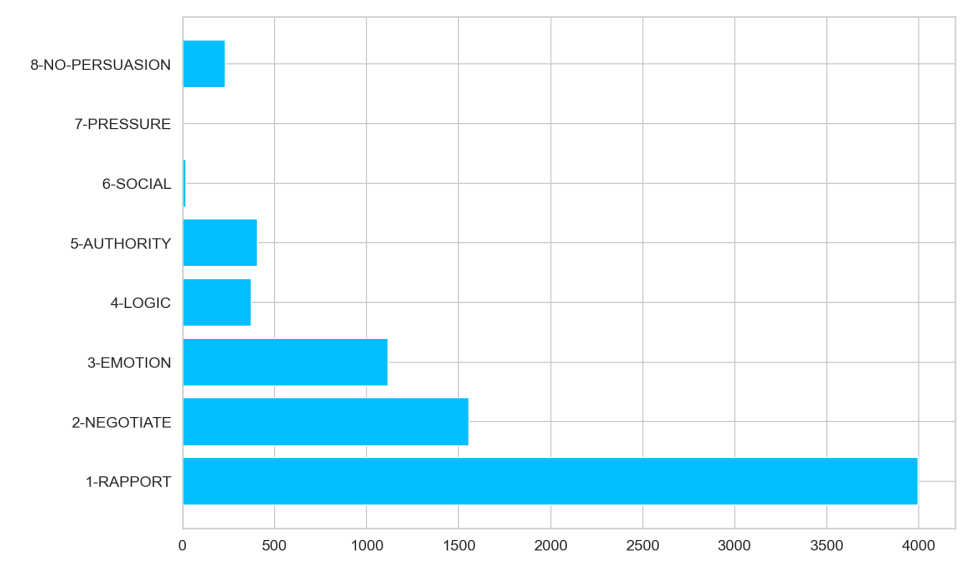 8-NO-PERSUASION
7-PRESSURE
6-SOCIAL
5-AUTHORITY
4-LOGIC
3-EMOTION
2-NEGOTIATE
1-RAPPORT
0 500 1000 1500 2000 2500 3000 3500 4000